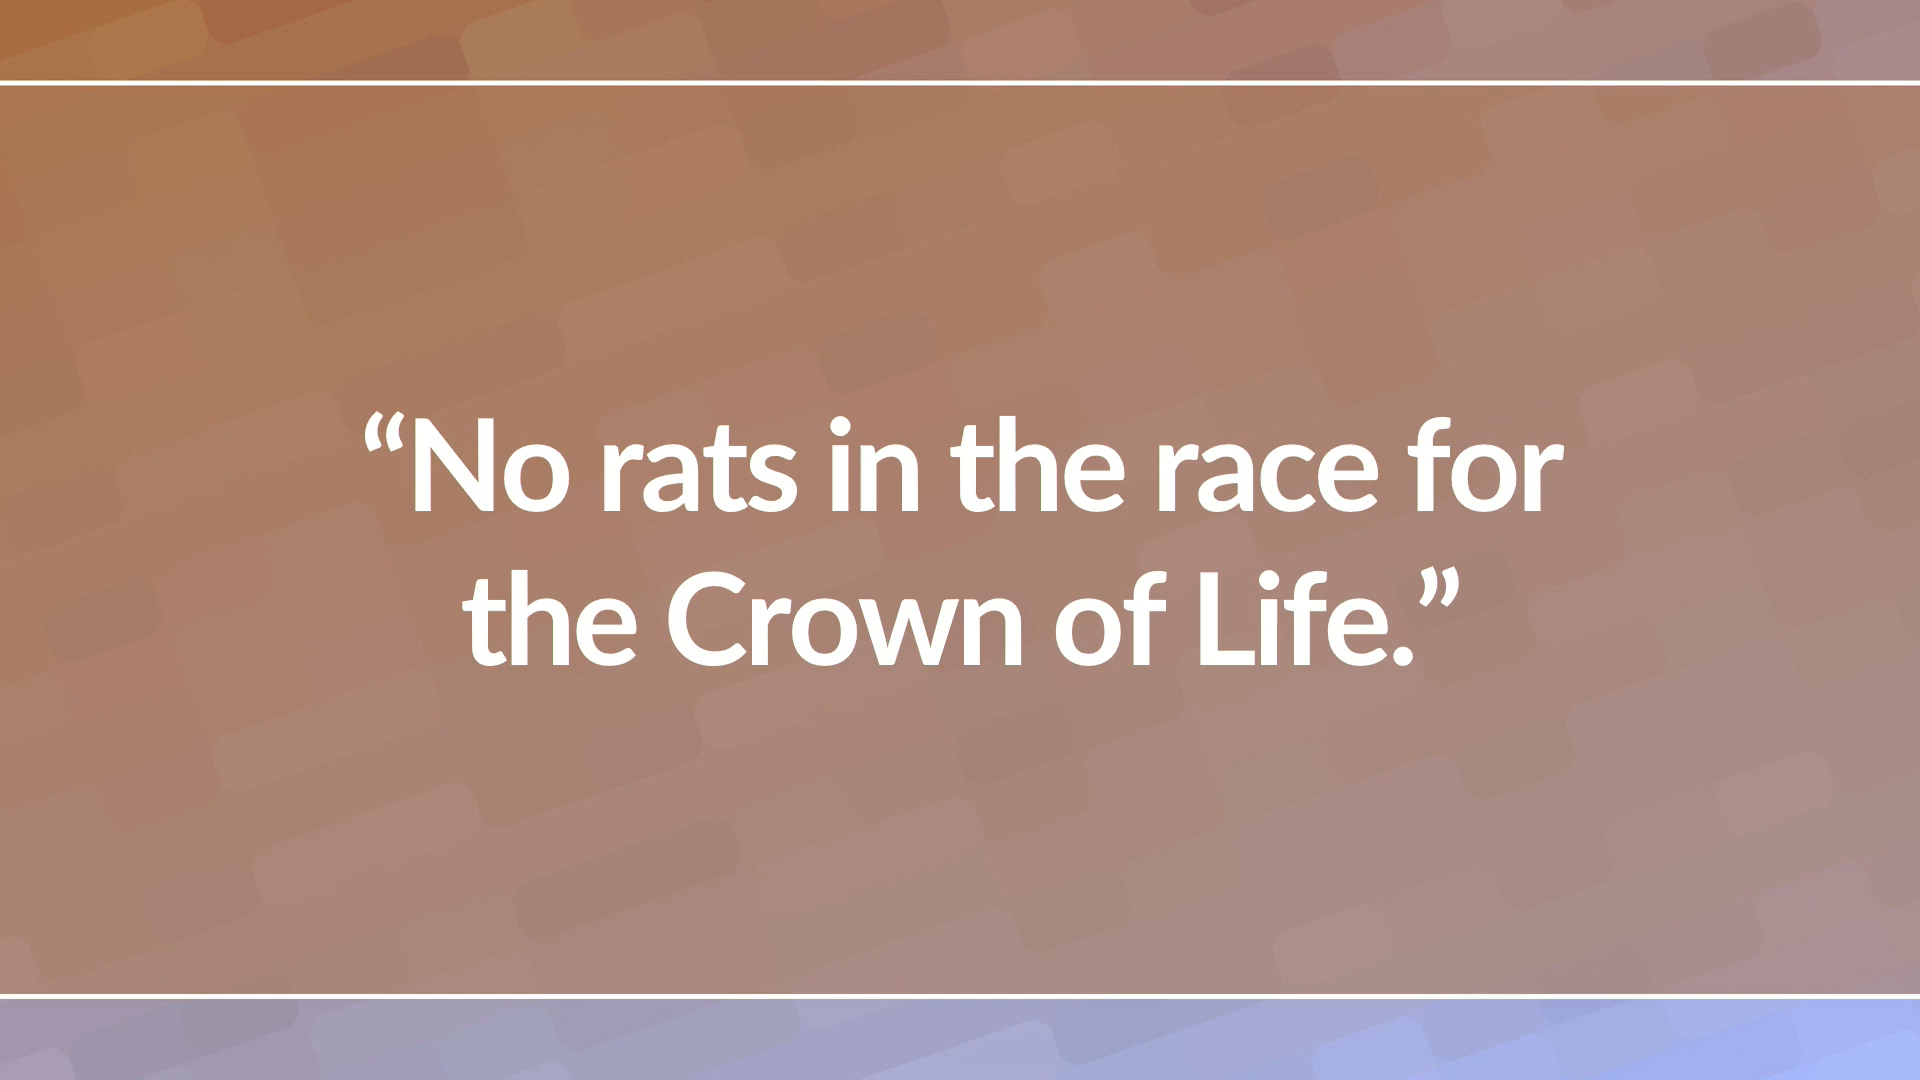 “No rats in the race for
the Crown of Life.”